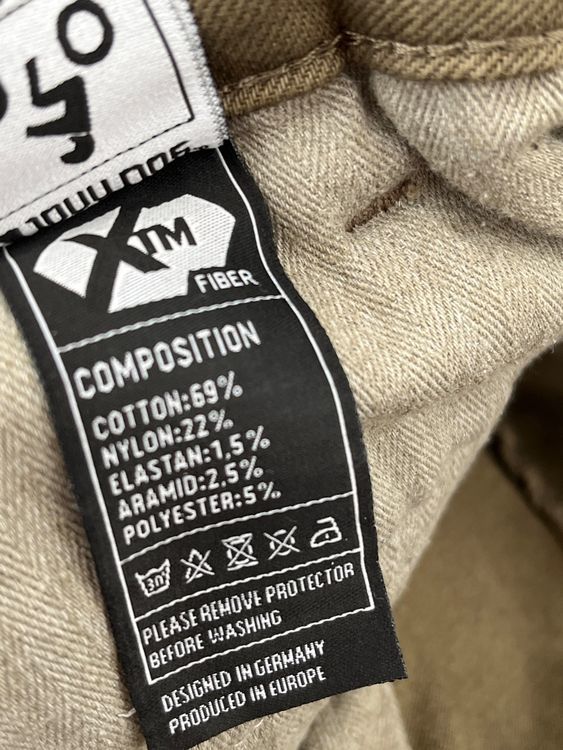 XTM
FIBER
COMPOSITION
COTTON:69%
NYLON:22%
ELASTAN:1.5%
ARAMID:2.5%
POLYESTER:5%
30
PLEASE REMOVE PROTECTOR
BEFORE WASHING
DESIGNED IN GERMANY
PRODUCED IN EUROPE